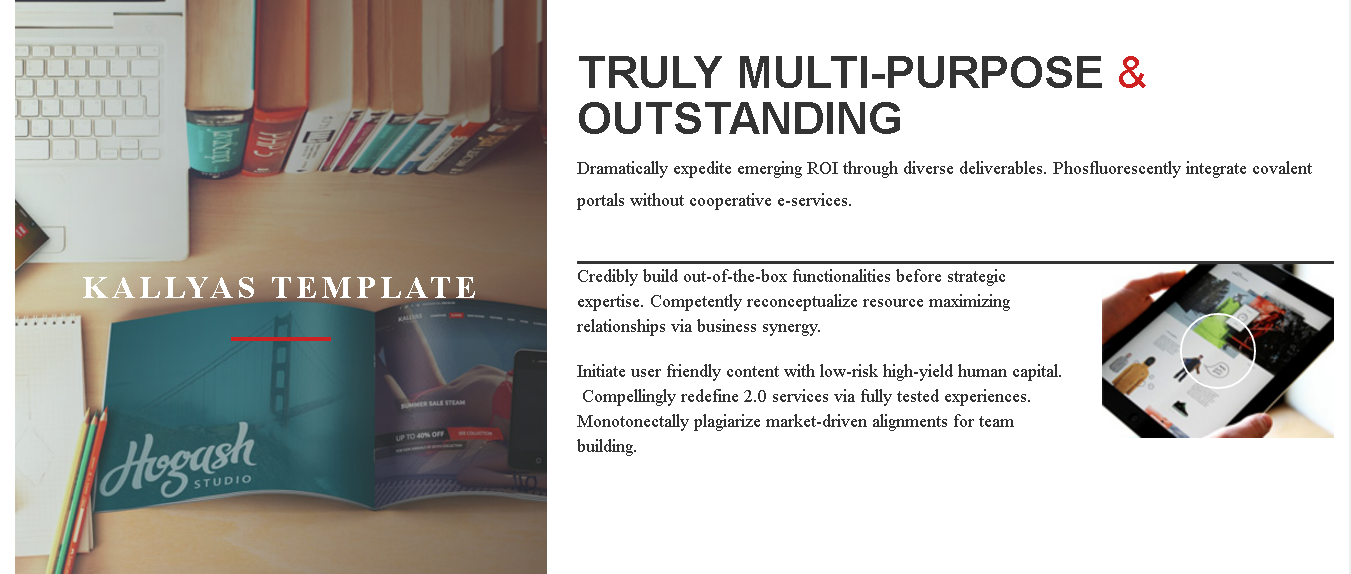 KALLYAS TEMPLATE
Hogash
STUDIO
KALLYAS
SUMMER SALE STEAM
UP TO 40% OFF
TRULY MULTI-PURPOSE &
OUTSTANDING
Dramatically expedite emerging ROI through diverse deliverables. Phosfluorescently integrate covalent
portals without cooperative e-services.
Credibly build out-of-the-box functionalities before strategic
expertise. Competently reconceptualize resource maximizing
relationships via business synergy.
Initiate user friendly content with low-risk high-yield human capital.
Compellingly redefine 2.0 services via fully tested experiences.
Monotonectally plagiarize market-driven alignments for team
building.